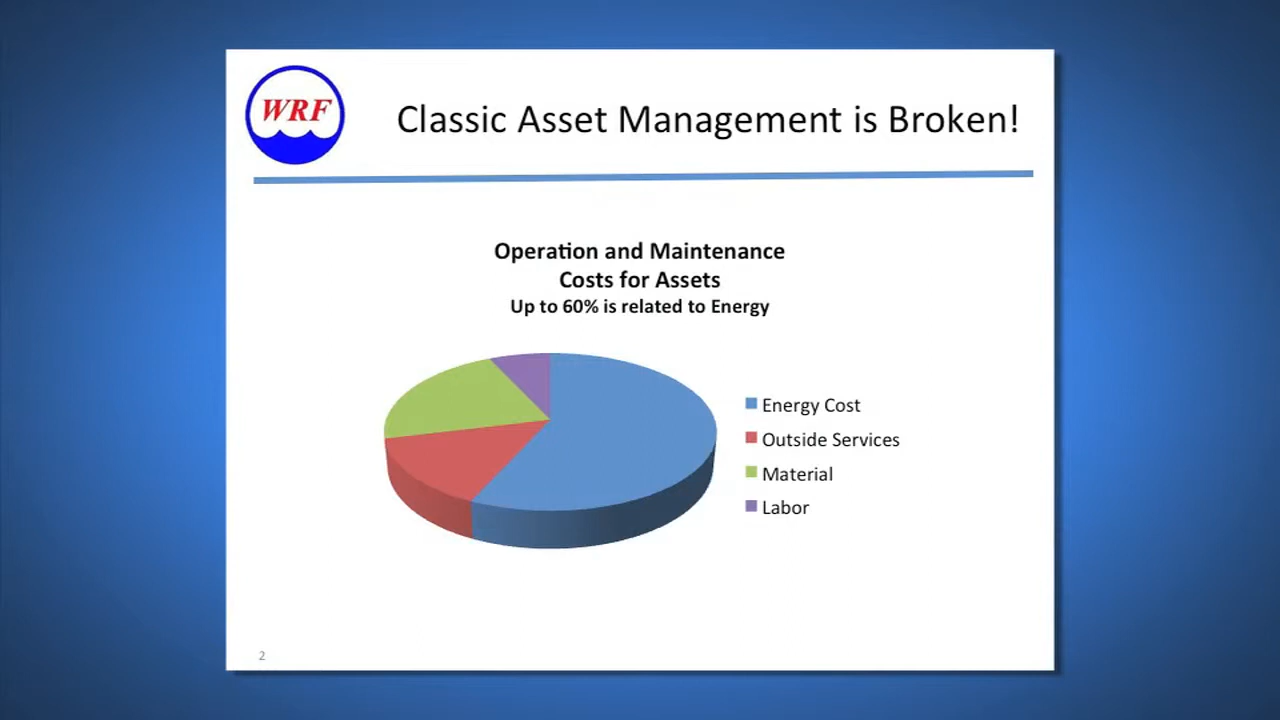 WRF
Classic Asset Management is Broken!
Operation and Maintenance
Costs for Assets
Up to 60% is related to Energy
Energy Cost
Outside Services
Material
Labor
2